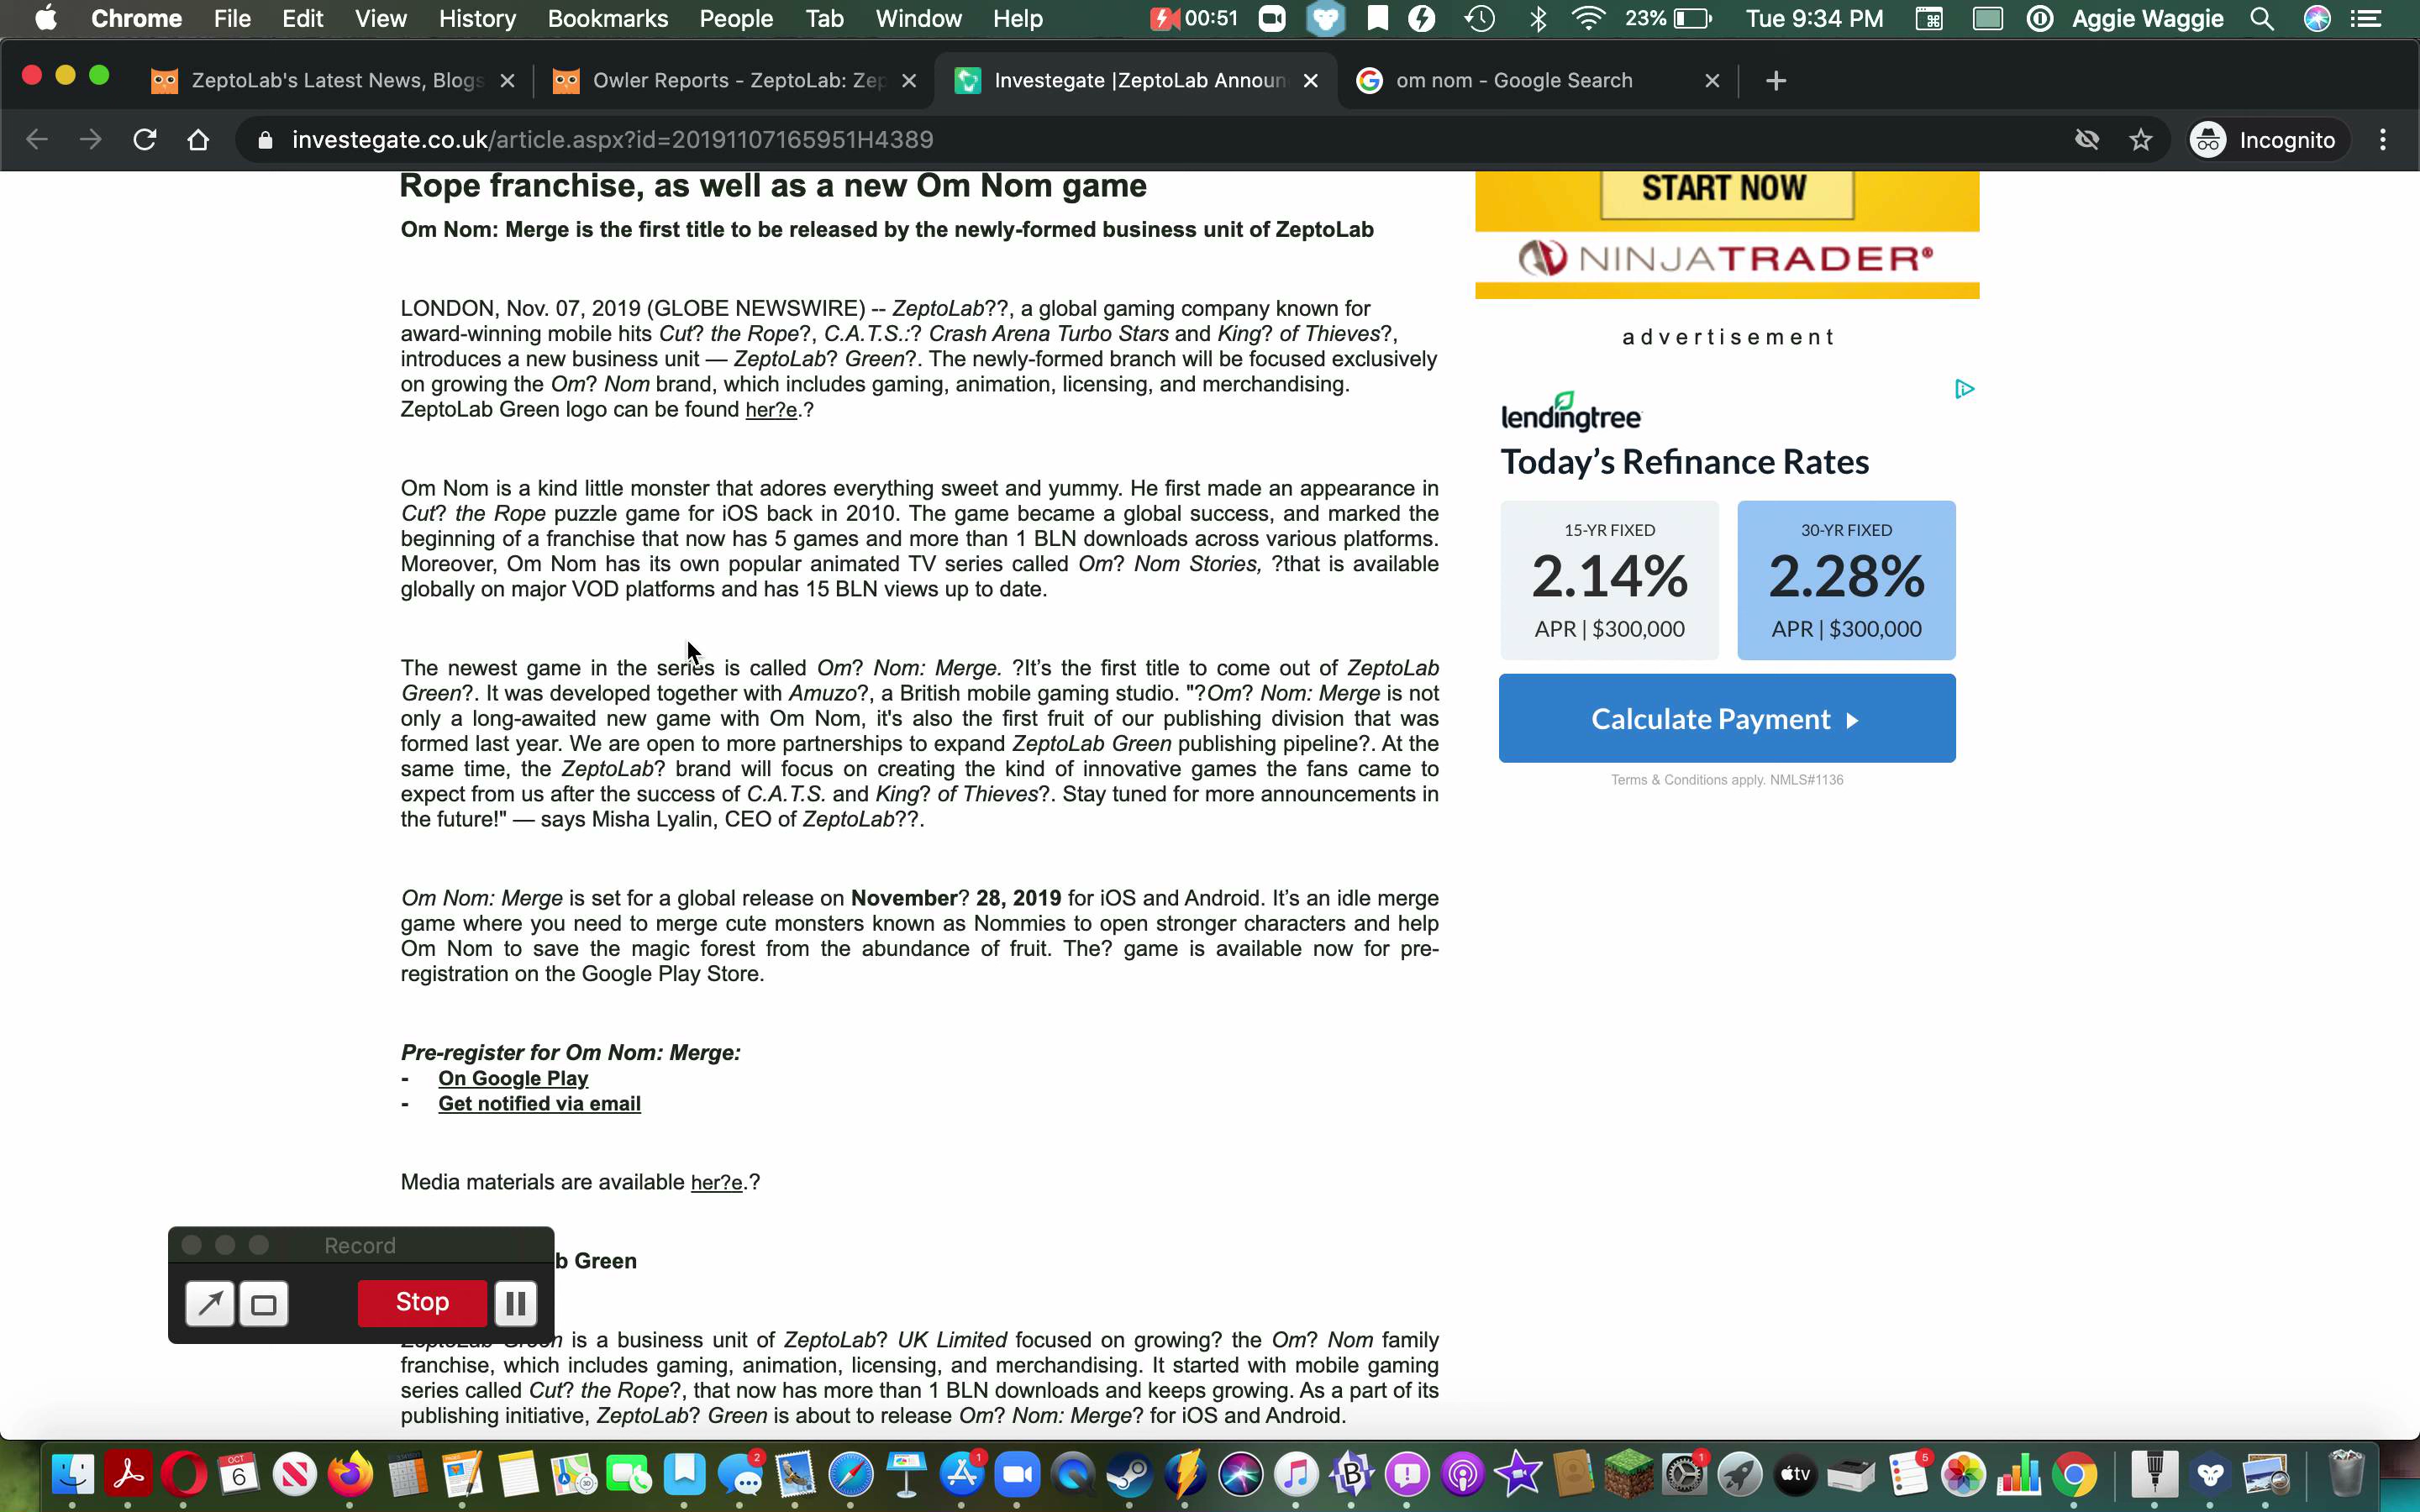 Chrome File Edit View History Bookmarks People Tab Window Help 00:51 23% Tue 9:34 PM Aggie Waggie
ZeptoLab's Latest News, Blogs
Owler Reports - ZeptoLab: Zep
Investegate |ZeptoLab Announ
om nom - Google Search
investegate.co.uk/article.aspx?id=20191107165951H4389
Incognito
Rope franchise, as well as a new Om Nom game
Om Nom: Merge is the first title to be released by the newly-formed business unit of ZeptoLab
LONDON, Nov. 07, 2019 (GLOBE NEWSWIRE) -- ZeptoLab??, a global gaming company known for
award-winning mobile hits Cut? the Rope?, C.A.T.S.:? Crash Arena Turbo Stars and King? of Thieves?,
introduces a new business unit — ZeptoLab? Green?. The newly-formed branch will be focused exclusively
on growing the Om? Nom brand, which includes gaming, animation, licensing, and merchandising.
ZeptoLab Green logo can be found her?e.?
Om Nom is a kind little monster that adores everything sweet and yummy. He first made an appearance in
Cut? the Rope puzzle game for iOS back in 2010. The game became a global success, and marked the
beginning of a franchise that now has 5 games and more than 1 BLN downloads across various platforms.
Moreover, Om Nom has its own popular animated TV series called Om? Nom Stories, ?that is available
globally on major VOD platforms and has 15 BLN views up to date.
The newest game in the series is called Om? Nom: Merge. ?It's the first title to come out of ZeptoLab
Green?. It was developed together with Amuzo?, a British mobile gaming studio. "?Om? Nom: Merge is not
only a long-awaited new game with Om Nom, it's also the first fruit of our publishing division that was
formed last year. We are open to more partnerships to expand ZeptoLab Green publishing pipeline?. At the
same time, the ZeptoLab? brand will focus on creating the kind of innovative games the fans came to
expect from us after the success of C.A.T.S. and King? of Thieves?. Stay tuned for more announcements in
the future!" — says Misha Lyalin, CEO of ZeptoLab??.
Om Nom: Merge is set for a global release on November? 28, 2019 for iOS and Android. It's an idle merge
game where you need to merge cute monsters known as Nommies to open stronger characters and help
Om Nom to save the magic forest from the abundance of fruit. The? game is available now for pre-
registration on the Google Play Store.
Pre-register for Om Nom: Merge:
- On Google Play
- Get notified via email
Media materials are available her?e.?
b Green
is a business unit of ZeptoLab? UK Limited focused on growing? the Om? Nom family
franchise, which includes gaming, animation, licensing, and merchandising. It started with mobile gaming
series called Cut? the Rope?, that now has more than 1 BLN downloads and keeps growing. As a part of its
publishing initiative, ZeptoLab? Green is about to release Om? Nom: Merge? for iOS and Android.
START NOW
NINJATRADER®
advertisement
lendingtree
Today's Refinance Rates
15-YR FIXED
2.14%
APR | $300,000
30-YR FIXED
2.28%
APR | $300,000
Calculate Payment
Terms & Conditions apply. NMLS#1136
Record
Stop
OCT
6
2
1
tv
1
5